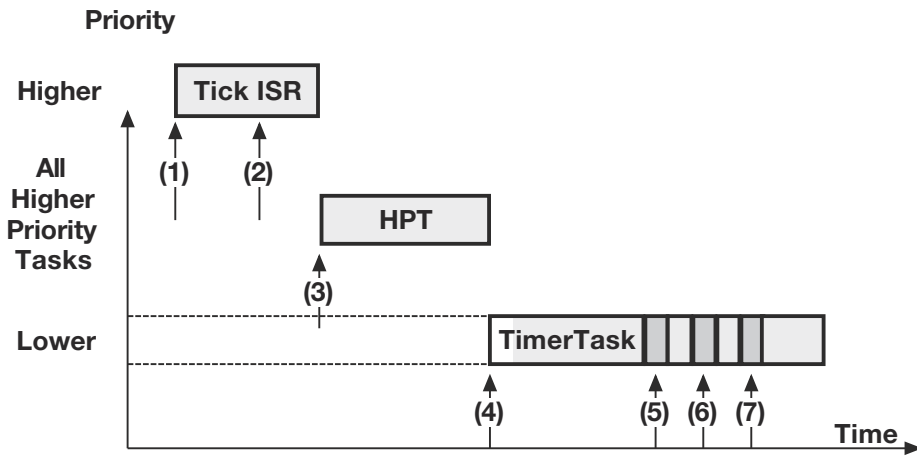 Priority
Higher
Tick ISR
(1)
(2)
All
Higher
Priority
Tasks
HPT
(3)
Lower
TimerTask
(4)
(5)
(6)
(7)
Time